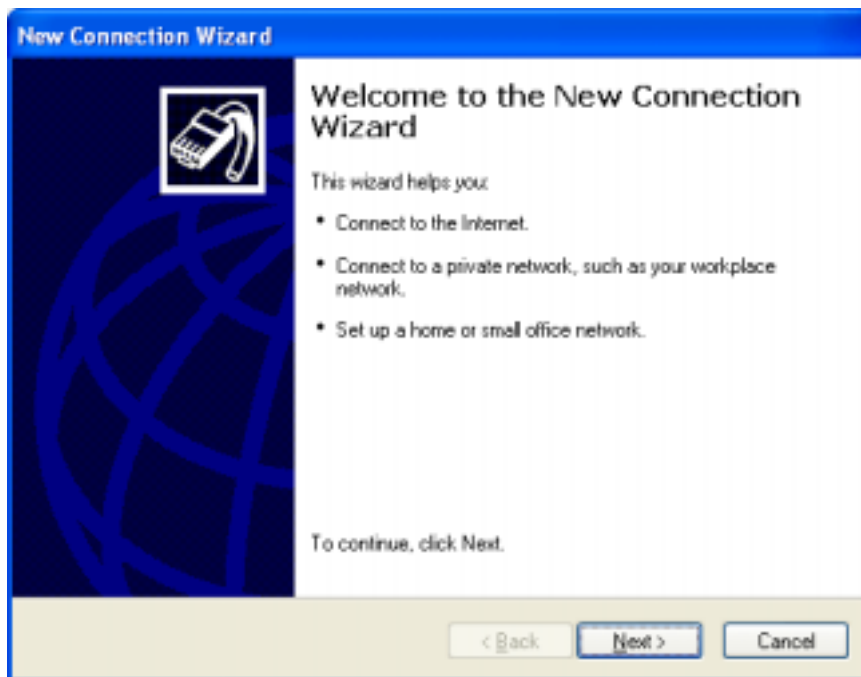 New Connection Wizard
Welcome to the New Connection
Wizard
This wizard helps you:
• Connect to the Internet.
• Connect to a private network, such as your workplace
network.
• Set up a home or small office network.
To continue, click Next.
< Back
Next >
Cancel